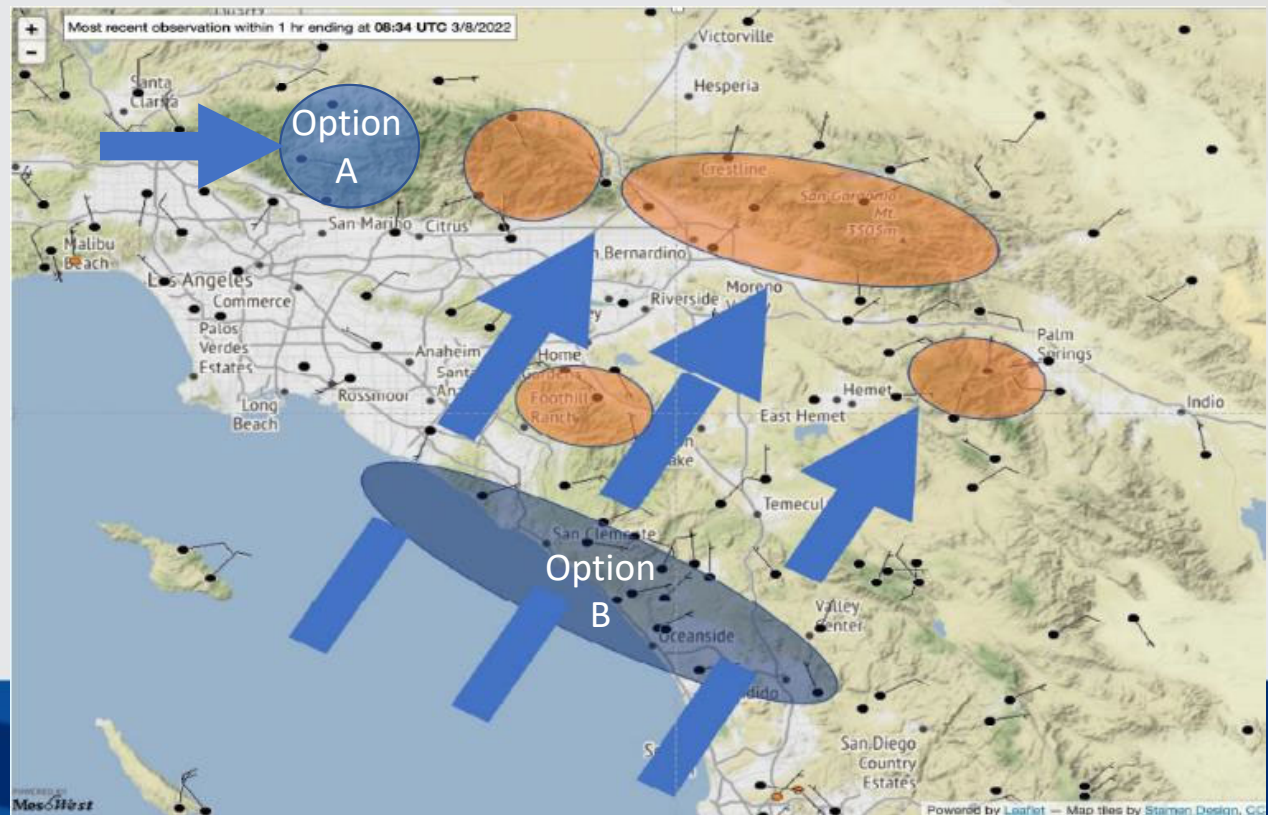 +
Most recent observation within 1 hr ending at 08:34 UTC 3/8/2022
−
Victorville
Hesperia
Santa
Clarita
Option
A
Crestline
San Gorgonio
Mt
3505m
San Marino
Citrus
Malibu
Beach
Bernardino
Los Angeles
Commerce
Riverside
Moreno
Palos
Verdes
Estates
Anaheim
Home
Palm
Springs
Rossmoor
Foothill
Ranch
Hemet
East Hemet
Indio
Long
Beach
Temecul
San Clemente
Option
B
Valley
Center
Oceanside
San Diego
Country
Estates
POWERED BY
MesoWest
Powered by Leaflet — Map tiles by Stamen Design, CC